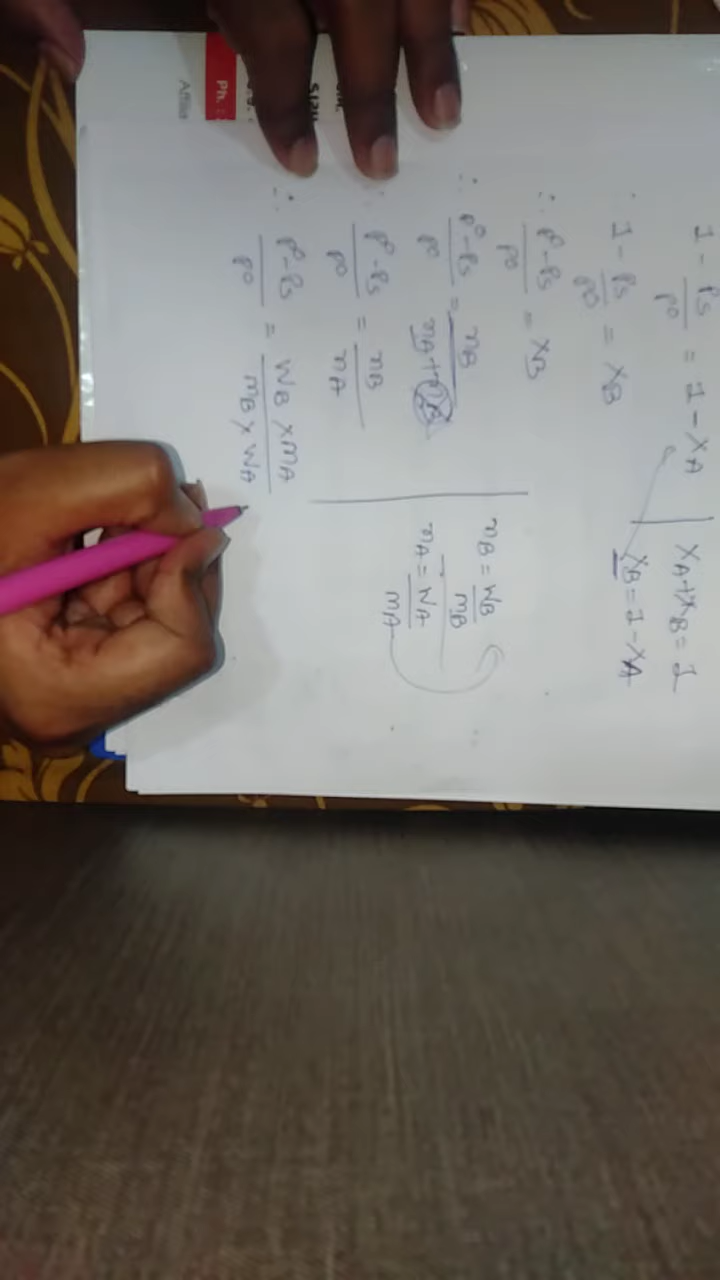 1 - Ps/P° = 1 - XA | XA + XB = 1
∴ 1 - Ps/P° = XB | XB = 1 - XA
∴ P° - Ps/P° = XB
∴ P° - Ps/P° = nB/nA + nB | nB = WB/mB
∴ P° - Ps/P° = nB/nA | nA = WA/mA
∴ P° - Ps/P° = WB × mA/mB × WA
Ph. :